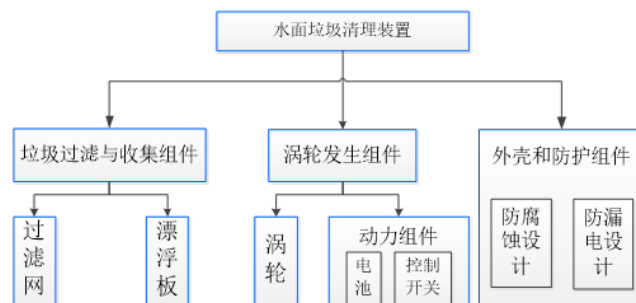 水面垃圾清理装置
垃圾过滤与收集组件
涡轮发生组件
外壳和防护组件
过
滤
网
漂
浮
板
涡
轮
动力组件
电
池
控制
开关
防腐
蚀设
计
防漏
电设
计